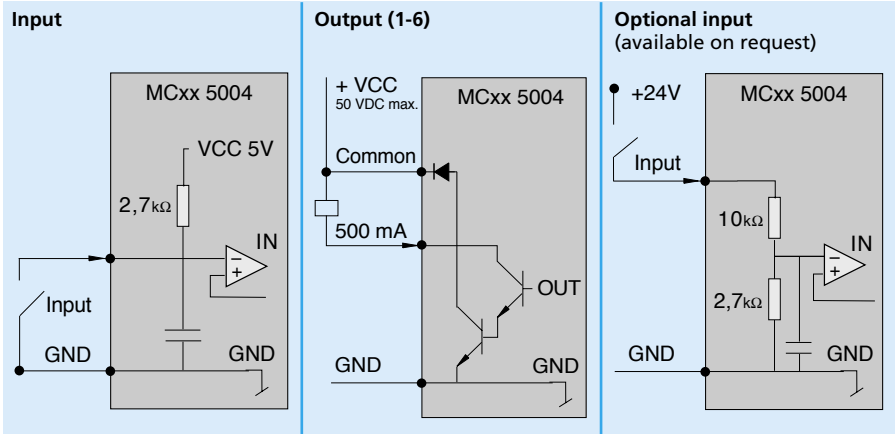 Input
MCxx 5004
VCC 5V
2,7kΩ
IN
Input
GND
GND
Output (1-6)
+ VCC
50 VDC max.
MCxx 5004
Common
500 mA
OUT
GND
GND
Optional input
(available on request)
+24V
MCxx 5004
Input
10kΩ
IN
2,7kΩ
GND
GND